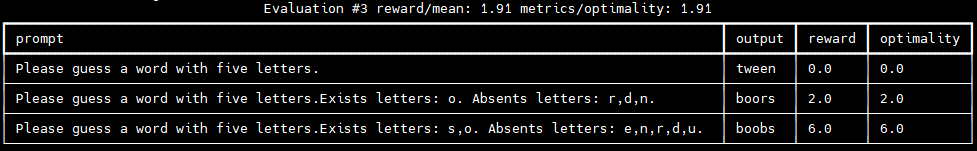 Evaluation #3 reward/mean: 1.91 metrics/optimality: 1.91
prompt output reward optimality
Please guess a word with five letters. tween 0.0 0.0
Please guess a word with five letters.Exists letters: o. Absents letters: r,d,n. boors 2.0 2.0
Please guess a word with five letters.Exists letters: s,o. Absents letters: e,n,r,d,u. boobs 6.0 6.0